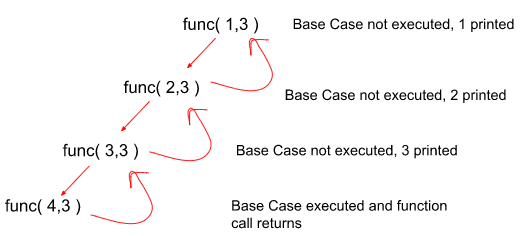 func( 1,3 ) Base Case not executed, 1 printed
func( 2,3 ) Base Case not executed, 2 printed
func( 3,3 ) Base Case not executed, 3 printed
func( 4,3 ) Base Case executed and function
call returns